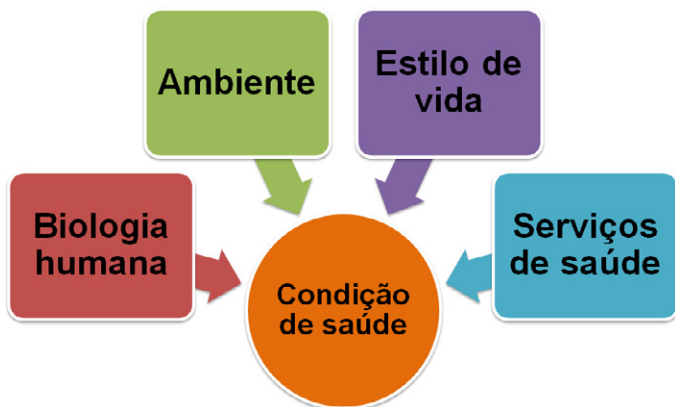 Ambiente
Estilo de
vida
Biologia
humana
Serviços
de saúde
Condição
de saúde